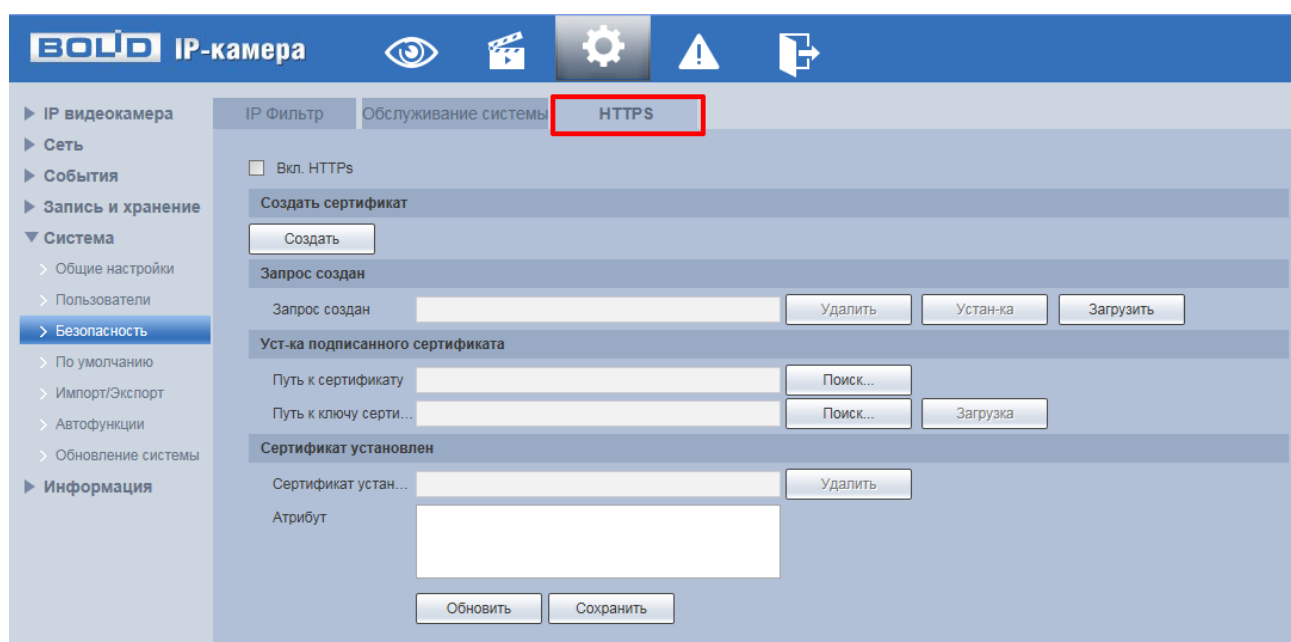 BOLID IP-камера
IP видеокамера
Сеть
События
Запись и хранение
Система
Общие настройки
Пользователи
Безопасность
По умолчанию
Импорт/Экспорт
Автофункции
Обновление системы
Информация
IP Фильтр Обслуживание системы HTTPS
Вкл. HTTPs
Создать сертификат
Создать
Запрос создан
Запрос создан Удалить Устан-ка Загрузить
Уст-ка подписанного сертификата
Путь к сертификату Поиск...
Путь к ключу серти... Поиск... Загрузка
Сертификат установлен
Сертификат устан... Удалить
Атрибут
Обновить Сохранить